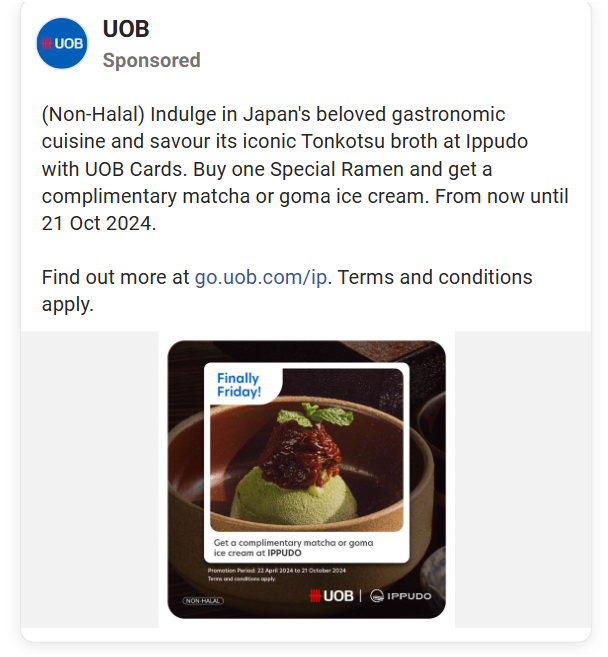 UOB
UOB
Sponsored
(Non-Halal) Indulge in Japan's beloved gastronomic
cuisine and savour its iconic Tonkotsu broth at Ippudo
with UOB Cards. Buy one Special Ramen and get a
complimentary matcha or goma ice cream. From now until
21 Oct 2024.
Find out more at go.uob.com/ip. Terms and conditions
apply.
Finally
Friday!
Get a complimentary matcha or goma
ice cream at IPPUDO
Promotion Period: 22 April 2024 to 21 October 2024
Terms and conditions apply.
NON-HALAL
UOB | IPPUDO